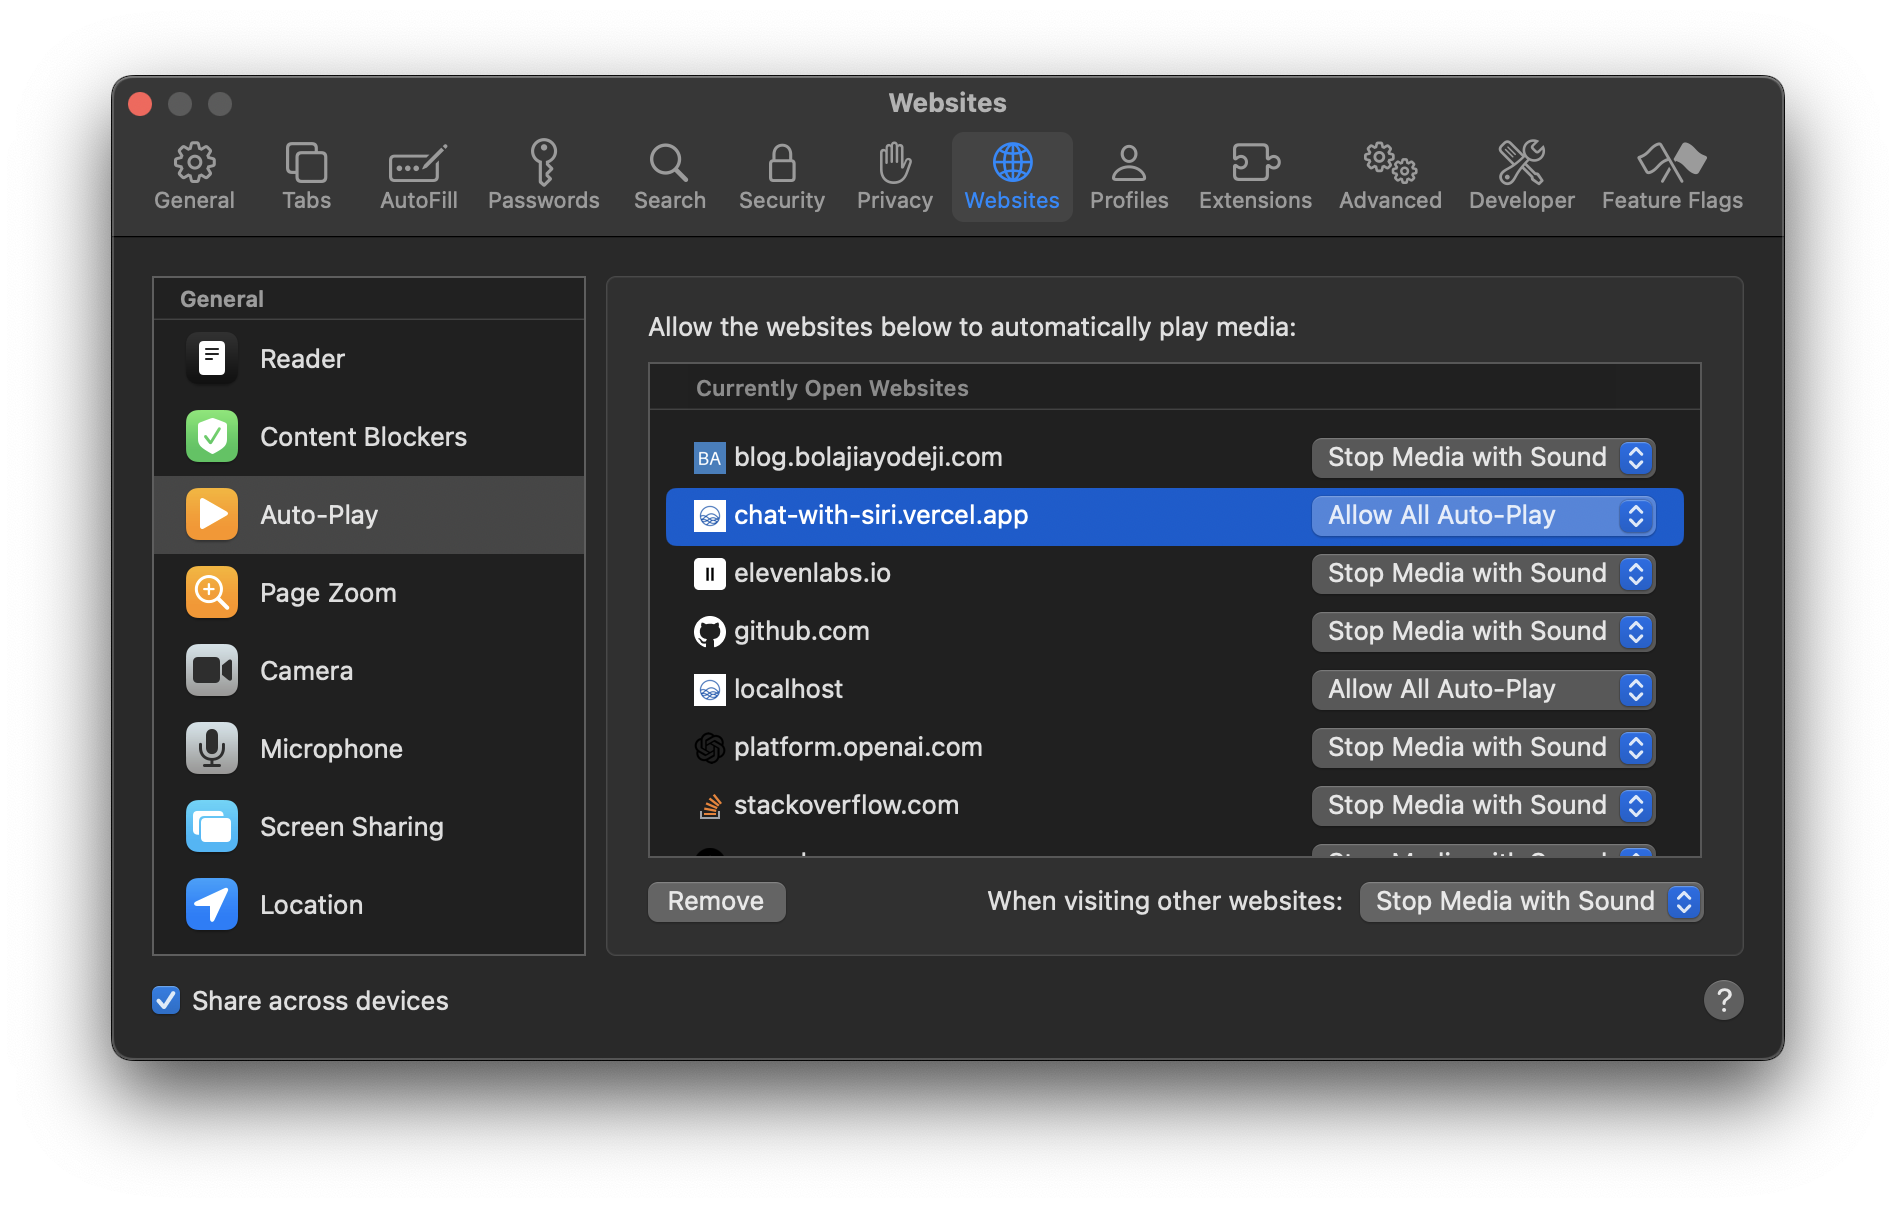 Websites
General
Tabs
AutoFill
Passwords
Search
Security
Privacy
Websites
Profiles
Extensions
Advanced
Developer
Feature Flags
General
Reader
Content Blockers
Auto-Play
Page Zoom
Camera
Microphone
Screen Sharing
Location
Allow the websites below to automatically play media:
Currently Open Websites
BA blog.bolajiayodeji.com Stop Media with Sound
chat-with-siri.vercel.app Allow All Auto-Play
elevenlabs.io Stop Media with Sound
github.com Stop Media with Sound
localhost Allow All Auto-Play
platform.openai.com Stop Media with Sound
stackoverflow.com Stop Media with Sound
Remove When visiting other websites: Stop Media with Sound
Share across devices ?